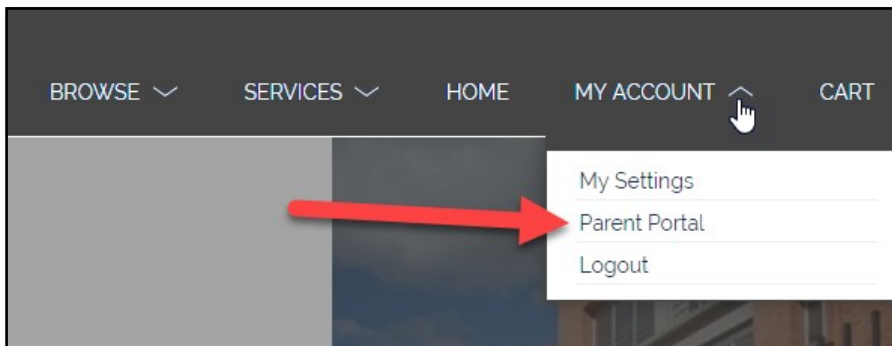 BROWSE SERVICES HOME MY ACCOUNT CART
My Settings
Parent Portal
Logout